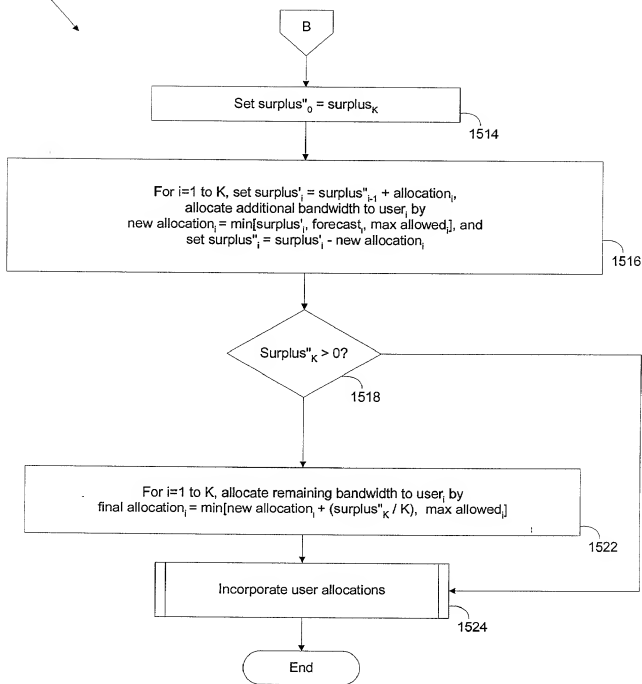 B
Set surplus"₀ = surplusₖ
1514
For i=1 to K, set surplus'ᵢ = surplus"ᵢ₋₁ + allocationᵢ,
allocate additional bandwidth to userᵢ by
new allocationᵢ = min[surplus'ᵢ, forecastᵢ, max allowedᵢ], and
set surplus"ᵢ = surplus'ᵢ - new allocationᵢ
1516
Surplus"ₖ > 0?
1518
For i=1 to K, allocate remaining bandwidth to userᵢ by
final allocationᵢ = min[new allocationᵢ + (surplus"ₖ / K), max allowedᵢ]
1522
Incorporate user allocations
1524
End